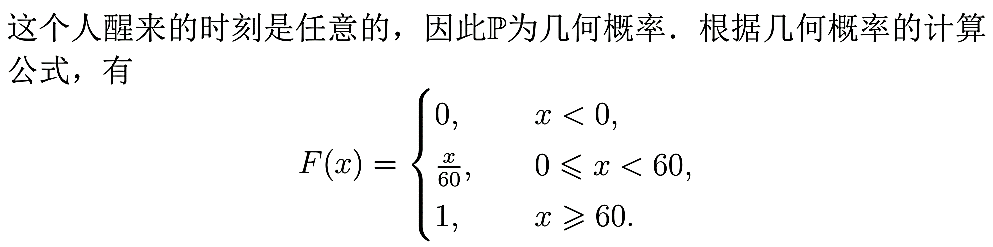 这个人醒来的时刻是任意的，因此ℙ为几何概率．根据几何概率的计算
公式，有
F(x) = { 0, x < 0,
x/60, 0 ⩽ x < 60,
1, x ⩾ 60.